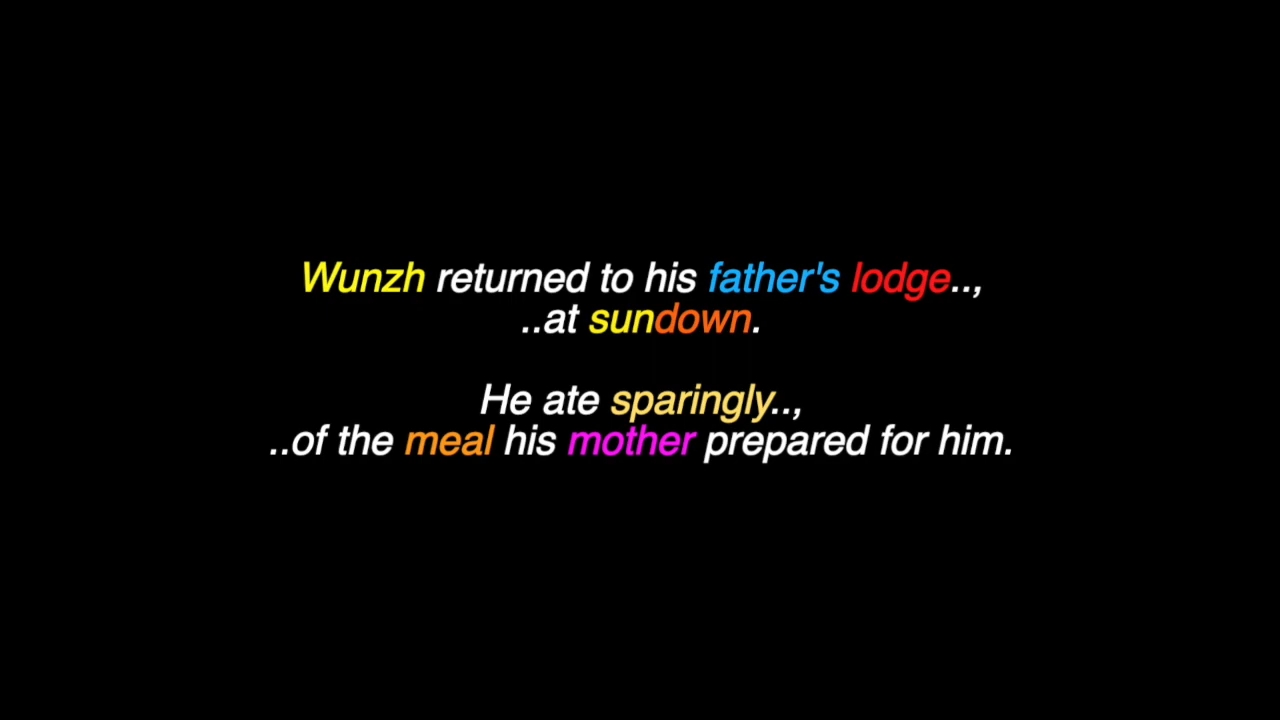 Wunzh returned to his father's lodge..,
..at sundown.
He ate sparingly..,
..of the meal his mother prepared for him.